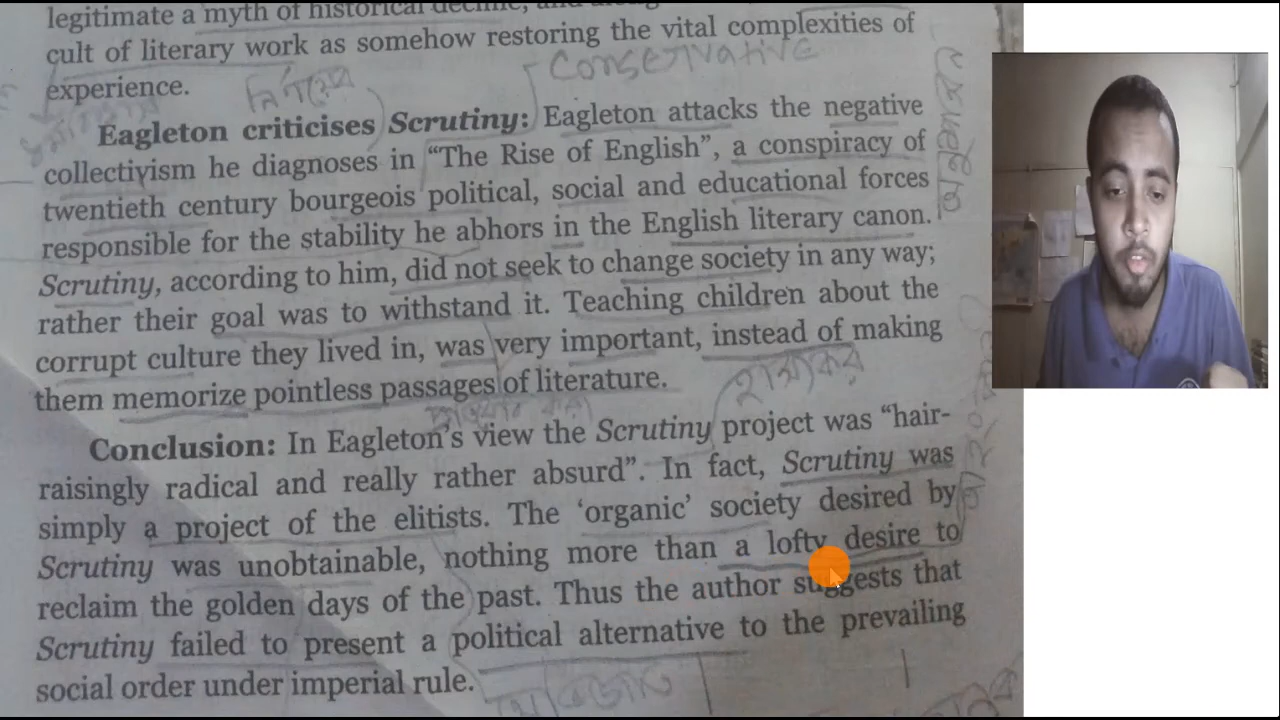 legitimate a myth of historical decline, and
cult of literary work as somehow restoring the vital complexities of
experience.
Conservative
Eagleton criticises Scrutiny: Eagleton attacks the negative
collectivism he diagnoses in “The Rise of English”, a conspiracy of
twentieth century bourgeois political, social and educational forces
responsible for the stability he abhors in the English literary canon.
Scrutiny, according to him, did not seek to change society in any way;
rather their goal was to withstand it. Teaching children about the
corrupt culture they lived in, was very important, instead of making
them memorize pointless passages of literature.
হাস্যকর
Conclusion: In Eagleton’s view the Scrutiny project was “hair-
raisingly radical and really rather absurd”. In fact, Scrutiny was
simply a project of the elitists. The ‘organic’ society desired by
Scrutiny was unobtainable, nothing more than a lofty desire to
reclaim the golden days of the past. Thus the author suggests that
Scrutiny failed to present a political alternative to the prevailing
social order under imperial rule.